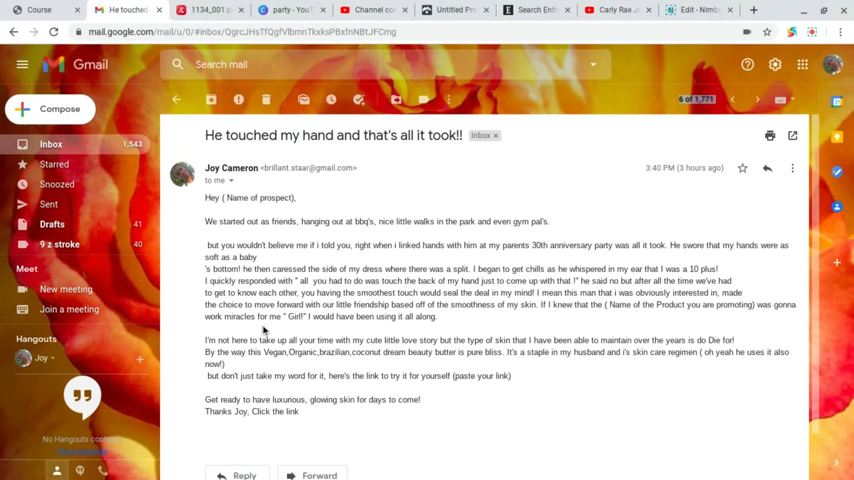 Course
He touched
1134_001.p
party - YouT
Channel co
Untitled Pr
Search Ent
Carly Rae J
Edit - Nimb
mail.google.com/mail/u/0/#inbox/QgrcJHsTfQgfVlbmnTkxksPBxfnNBtJFCmg
Gmail
Search mail
Compose
6 of 1,771
Inbox 1,543
Starred
Snoozed
Sent
Drafts 41
9 z stroke 40
Meet
New meeting
Join a meeting
Hangouts
Joy
No Hangouts cont
He touched my hand and that's all it took!! Inbox x
Joy Cameron <brillant.staar@gmail.com> 3:40 PM (3 hours ago)
to me
Hey ( Name of prospect),
We started out as friends, hanging out at bbq's, nice little walks in the park and even gym pal's.
but you wouldn't believe me if i told you, right when i linked hands with him at my parents 30th anniversary party was all it took. He swore that my hands were as
soft as a baby
's bottom! he then caressed the side of my dress where there was a split. I began to get chills as he whispered in my ear that I was a 10 plus!
I quickly responded with " all you had to do was touch the back of my hand just to come up with that !" he said no but after all the time we've had
to get to know each other, you having the smoothest touch would seal the deal in my mind! I mean this man that i was obviously interested in, made
the choice to move forward with our little friendship based off of the smoothness of my skin. If I knew that the ( Name of the Product you are promoting) was gonna
work miracles for me " Girl!" I would have been using it all along.
I'm not here to take up all your time with my cute little love story but the type of skin that I have been able to maintain over the years is do Die for!
By the way this Vegan,Organic,brazilian,coconut dream beauty butter is pure bliss. It's a staple in my husband and i's skin care regimen ( oh yeah he uses it also
now!)
but don't just take my word for it, here's the link to try it for yourself (paste your link)
Get ready to have luxurious, glowing skin for days to come!
Thanks Joy, Click the link
Reply
Forward